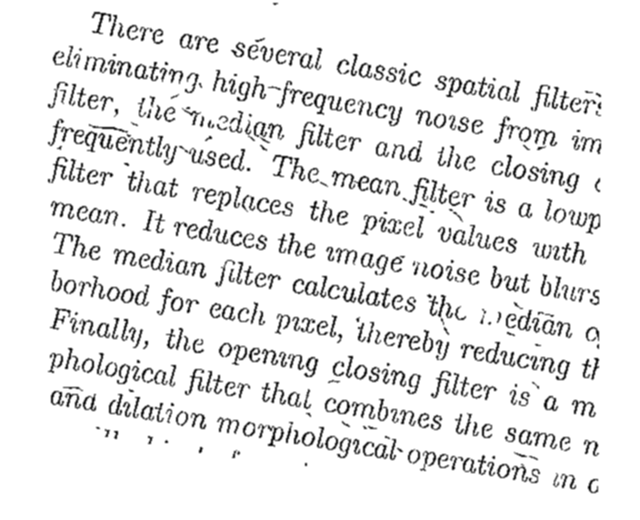 There are several classic spatial filters
eliminating high-frequency noise from im
filter, the median filter and the closing
frequently used. The mean filter is a lowp
filter that replaces the pixel values with
mean. It reduces the image noise but blurs
The median filter calculates the median o
borhood for each pixel, thereby reducing th
Finally, the opening closing filter is a m
phological filter that combines the same n
and dilation morphological operations in o